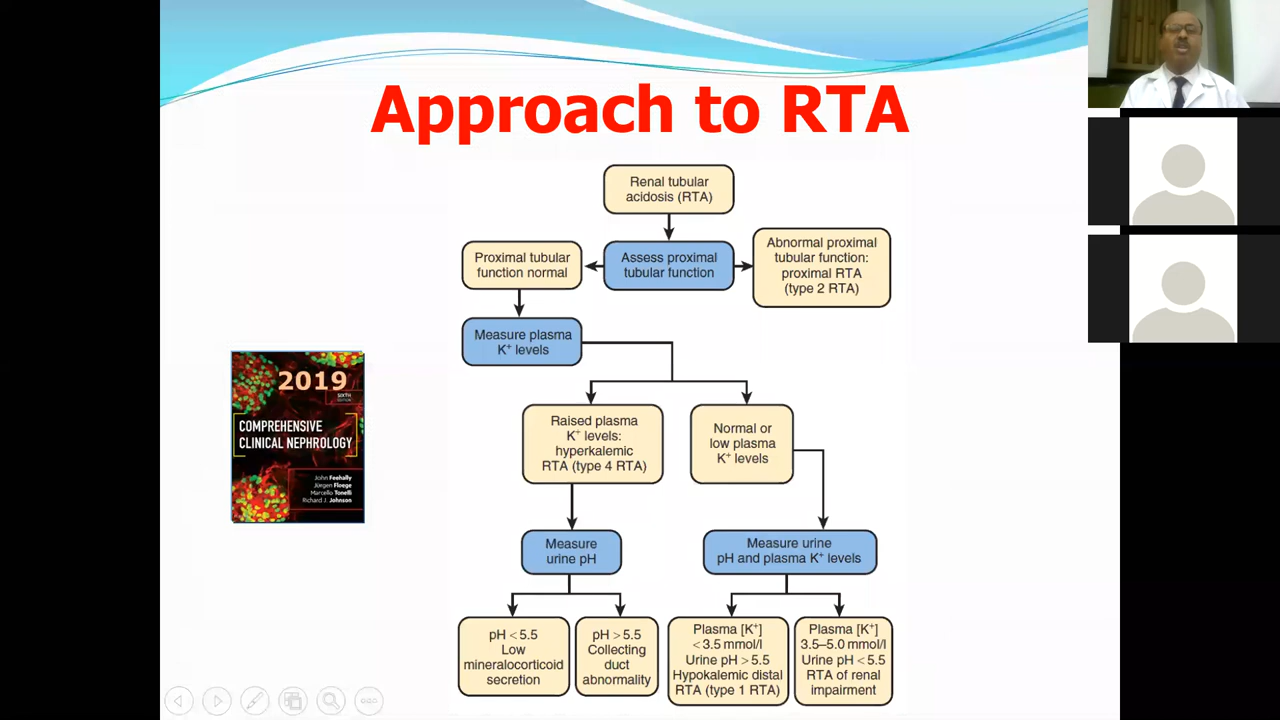 Approach to RTA
Renal tubular
acidosis (RTA)
Proximal tubular
function normal
Assess proximal
tubular function
Abnormal proximal
tubular function:
proximal RTA
(type 2 RTA)
Measure plasma
K⁺ levels
2019
SIXTH
EDITION
COMPREHENSIVE
CLINICAL NEPHROLOGY
John Feehally
Jürgen Floege
Marcello Tonelli
Richard J. Johnson
Raised plasma
K⁺ levels:
hyperkalemic
RTA (type 4 RTA)
Normal or
low plasma
K⁺ levels
Measure
urine pH
Measure urine
pH and plasma K⁺ levels
pH < 5.5
Low
mineralocorticoid
secretion
pH > 5.5
Collecting
duct
abnormality
Plasma [K⁺]
< 3.5 mmol/l
Urine pH > 5.5
Hypokalemic distal
RTA (type 1 RTA)
Plasma [K⁺]
3.5–5.0 mmol/l
Urine pH < 5.5
RTA of renal
impairment